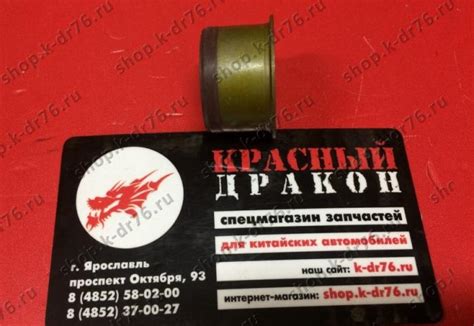 shop.k-dr76.ru
КРАСНЫЙ
ДРАКОН
спецмагазин запчастей
для китайских автомобилей
наш сайт: k-dr76.ru
интернет-магазин: shop.k-dr76.ru
г. Ярославль
проспект Октября, 93
8 (4852) 58-02-00
8 (4852) 37-00-27